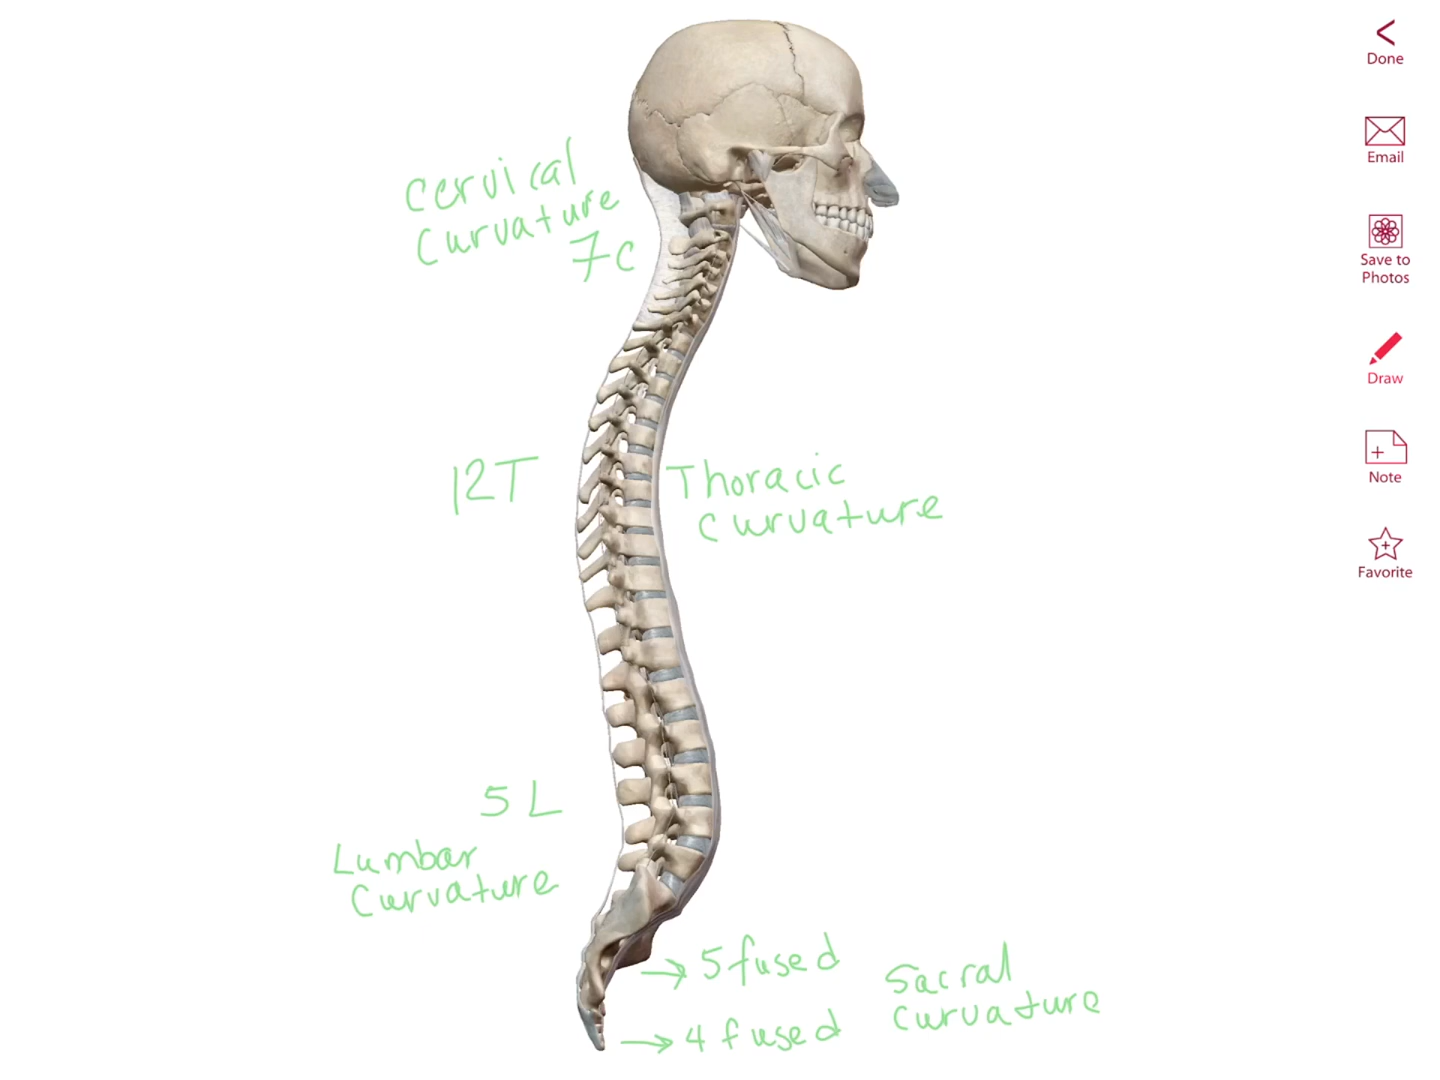 cervical
curvature
7c
12T
Thoracic
curvature
5 L
Lumbar
Curvature
→ 5 fused
→ 4 fused
Sacral
curvature
Done
Email
Save to
Photos
Draw
Note
Favorite